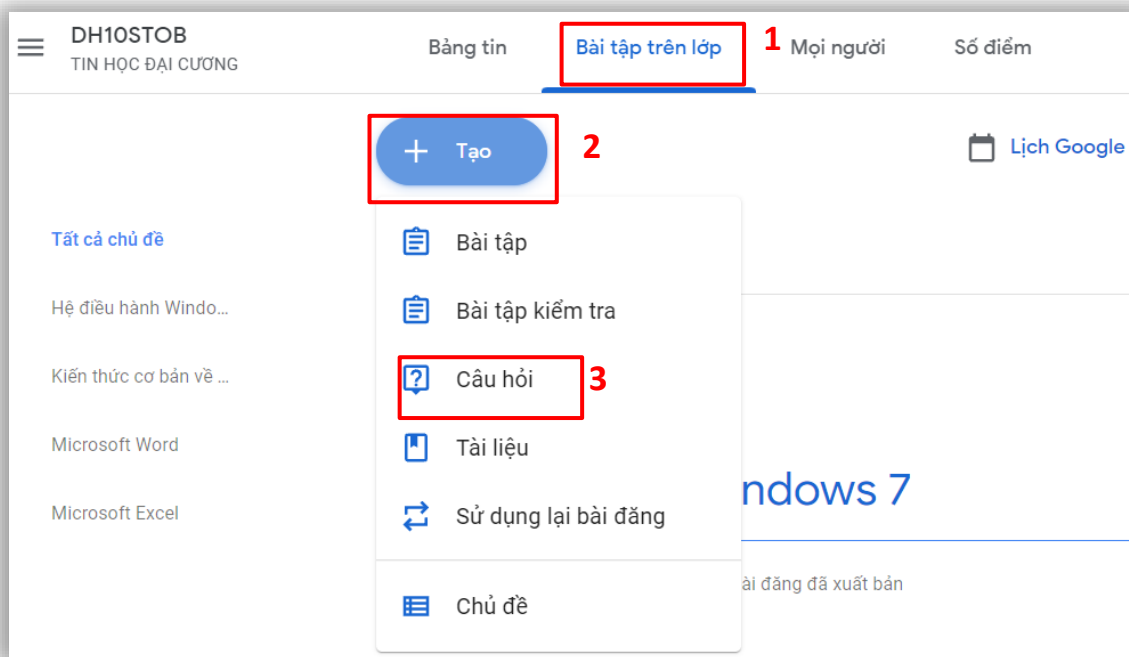 DH10STOB
TIN HỌC ĐẠI CƯƠNG
Bảng tin
Bài tập trên lớp
1
Mọi người
Số điểm
Tạo
2
Lịch Google
Tất cả chủ đề
Hệ điều hành Windo...
Kiến thức cơ bản về ...
Microsoft Word
Microsoft Excel
Bài tập
Bài tập kiểm tra
Câu hỏi
3
Tài liệu
Sử dụng lại bài đăng
Chủ đề
ndows 7
ài đăng đã xuất bản